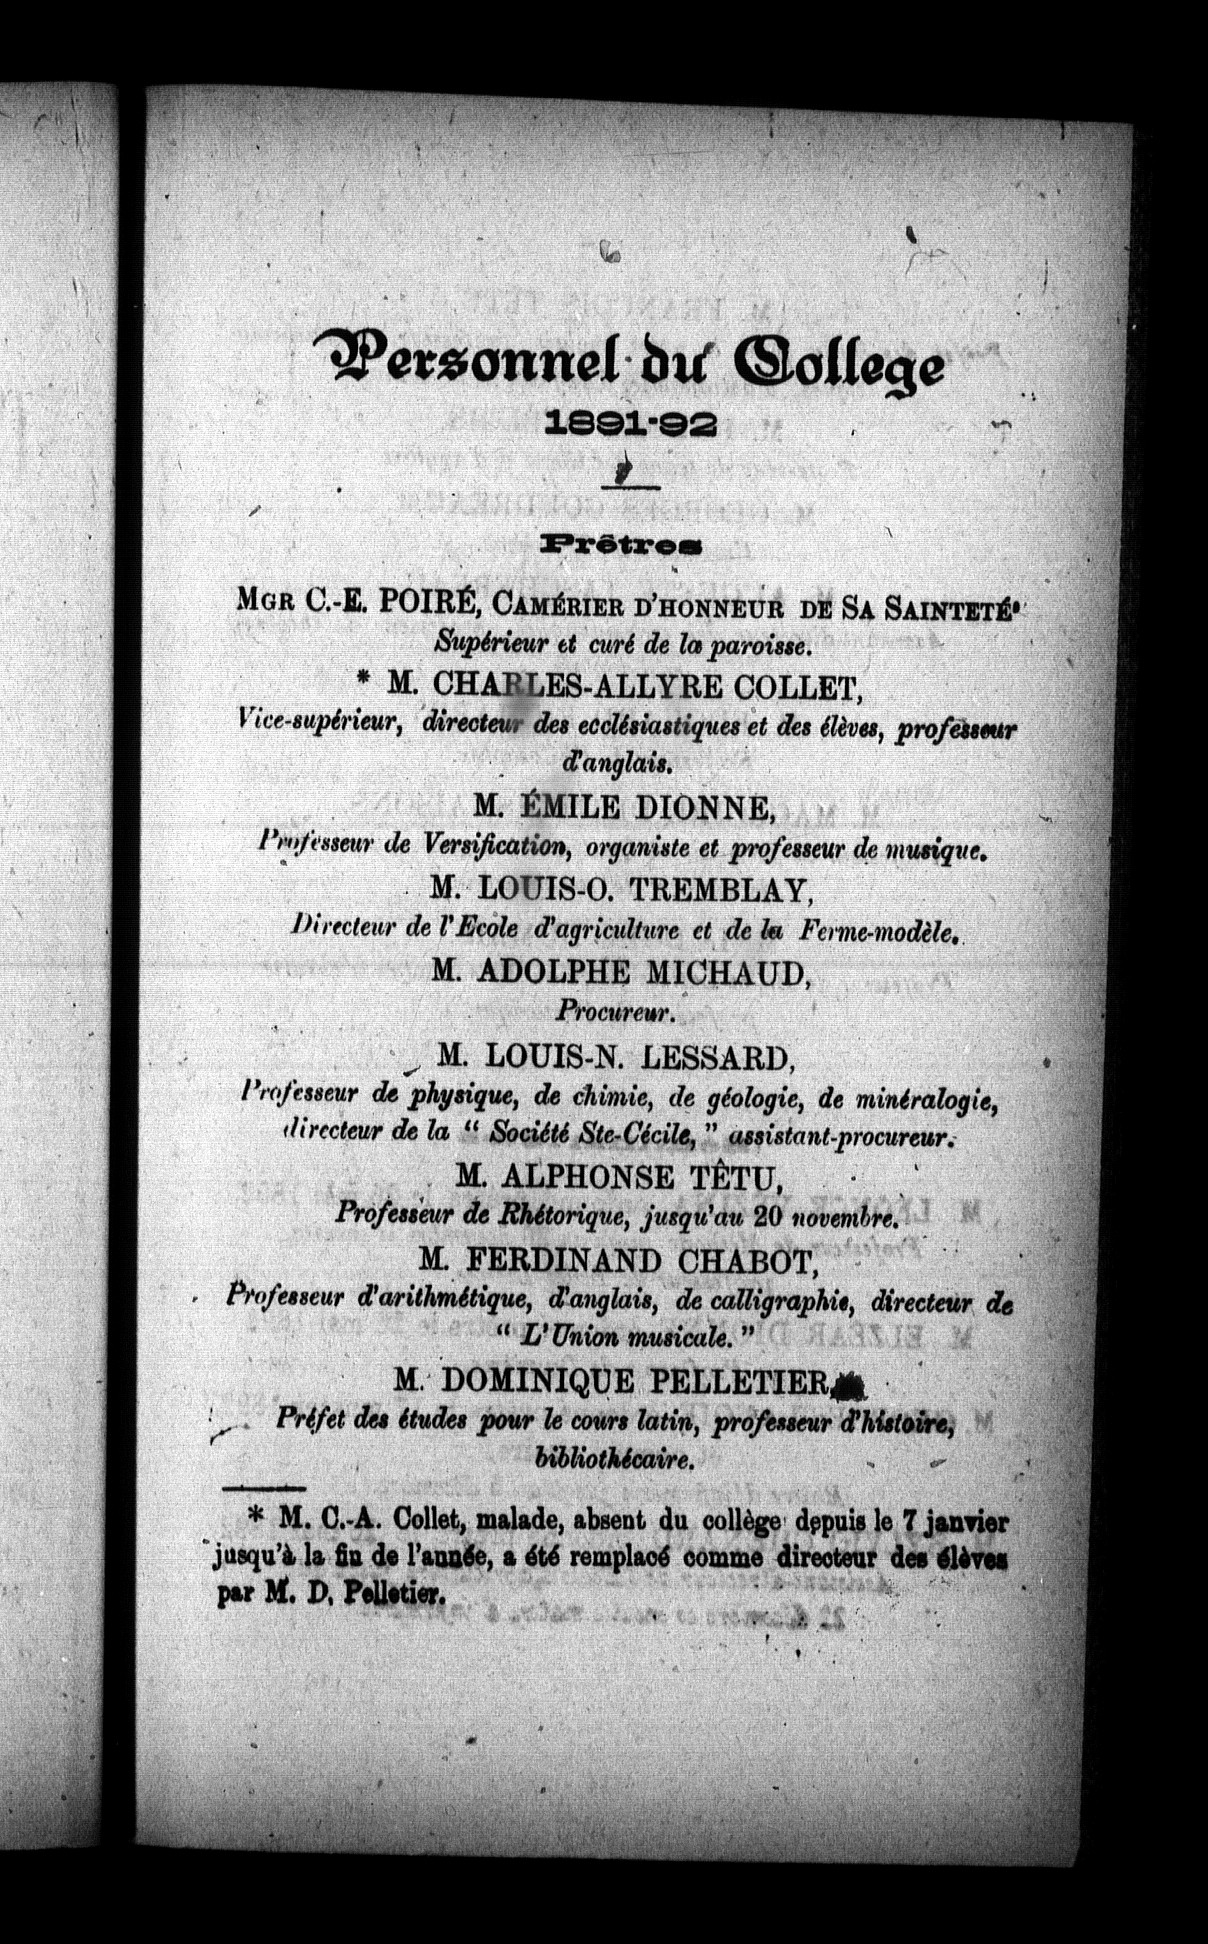 Personnel du College
1891-92
Prêtres
MGR C.-E. POIRÉ, CAMÉRIER D'HONNEUR DE SA SAINTETÉ
Supérieur et curé de la paroisse.
* M. CHARLES-ALLYRE COLLET,
Vice-supérieur, directeur des ecclésiastiques et des élèves, professeur
d'anglais.
M. ÉMILE DIONNE,
Professeur de Versification, organiste et professeur de musique.
M. LOUIS-O. TREMBLAY,
Directeur de l'Ecole d'agriculture et de la Ferme-modèle.
M. ADOLPHE MICHAUD,
Procureur.
M. LOUIS-N. LESSARD,
Professeur de physique, de chimie, de géologie, de minéralogie,
directeur de la “ Société Ste-Cécile, ” assistant-procureur.
M. ALPHONSE TÊTU,
Professeur de Rhétorique, jusqu'au 20 novembre.
M. FERDINAND CHABOT,
Professeur d'arithmétique, d'anglais, de calligraphie, directeur de
“ L'Union musicale. ”
M. DOMINIQUE PELLETIER,
Préfet des études pour le cours latin, professeur d'histoire,
bibliothécaire.
* M. C.-A. Collet, malade, absent du collège depuis le 7 janvier
jusqu'à la fin de l'année, a été remplacé comme directeur des élèves
par M. D. Pelletier.